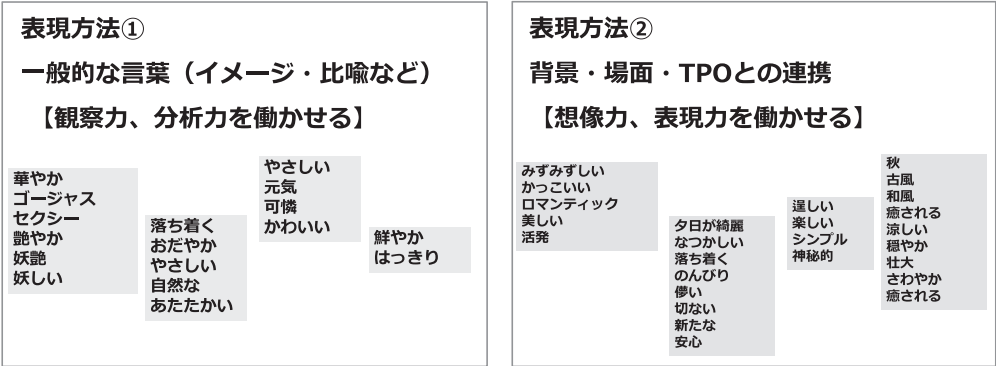 表現方法①
一般的な言葉（イメージ・比喩など）
【観察力、分析力を働かせる】
華やか
ゴージャス
セクシー
艶やか
妖艶
妖しい
落ち着く
おだやか
やさしい
自然な
あたたかい
やさしい
元気
可憐
かわいい
鮮やか
はっきり
表現方法②
背景・場面・TPOとの連携
【想像力、表現力を働かせる】
みずみずしい
かっこいい
ロマンティック
美しい
活発
夕日が綺麗
なつかしい
落ち着く
のんびり
儚い
切ない
新たな
安心
逞しい
楽しい
シンプル
神秘的
秋
古風
和風
癒される
涼しい
穏やか
壮大
さわやか
癒される